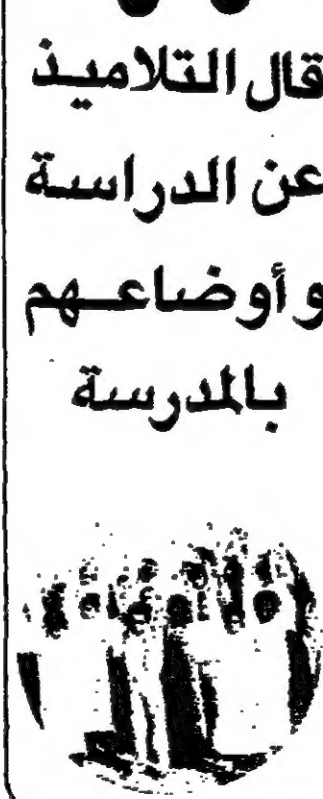 قال التلاميذ
عن الدراسة
وأوضاعهم
بالمدرسة